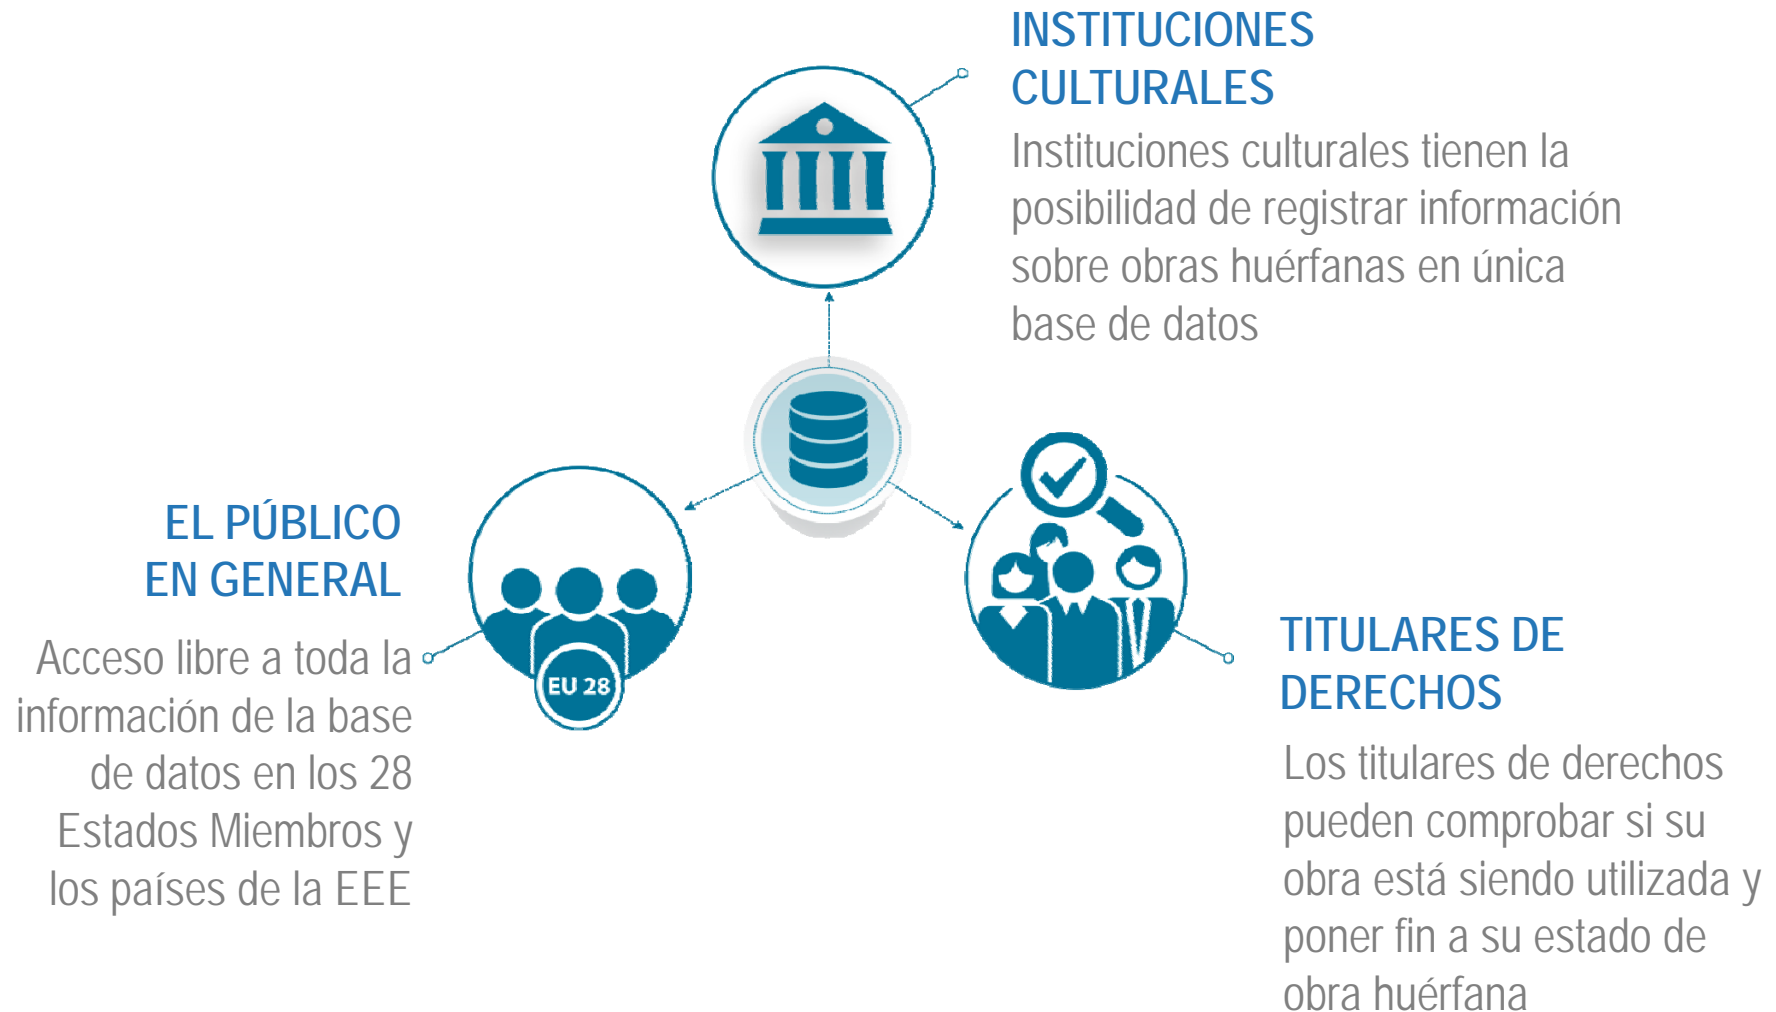 INSTITUCIONES
CULTURALES
Instituciones culturales tienen la
posibilidad de registrar información
sobre obras huérfanas en única
base de datos
EL PÚBLICO
EN GENERAL
Acceso libre a toda la
información de la base
de datos en los 28
Estados Miembros y
los países de la EEE
EU 28
TITULARES DE
DERECHOS
Los titulares de derechos
pueden comprobar si su
obra está siendo utilizada y
poner fin a su estado de
obra huérfana